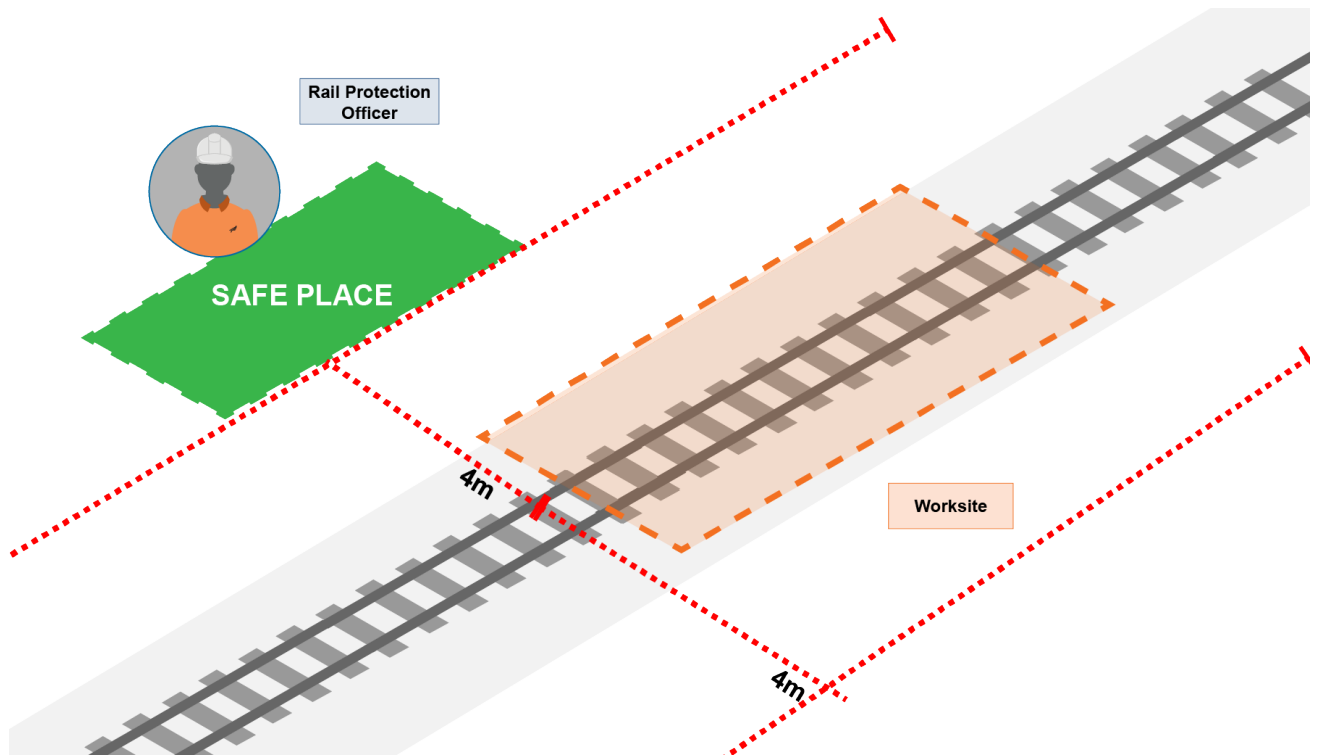 Rail Protection
Officer
SAFE PLACE
4m
Worksite
4m